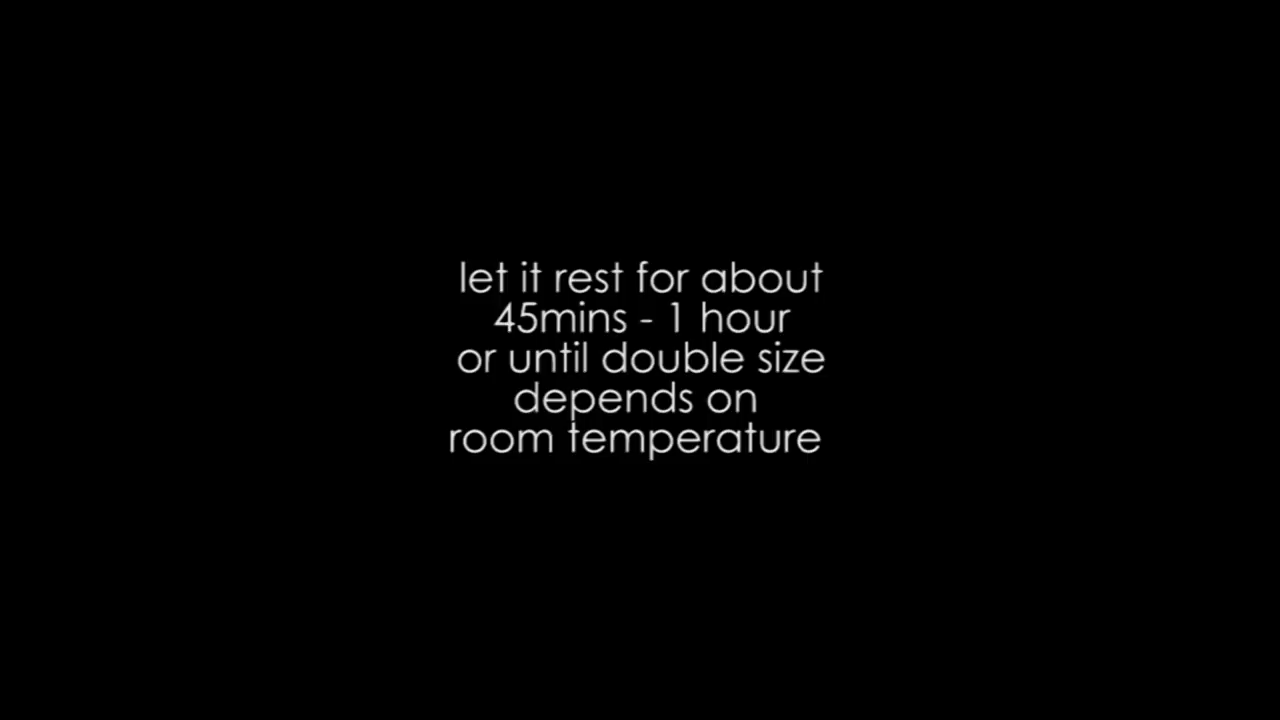 let it rest for about
45mins - 1 hour
or until double size
depends on
room temperature